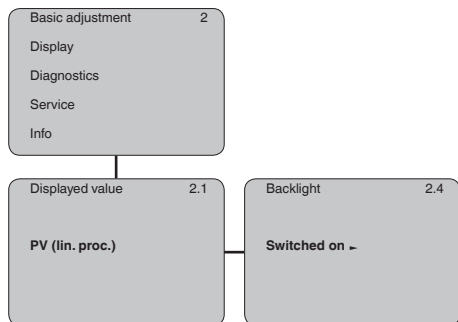 Basic adjustment 2
Display
Diagnostics
Service
Info
Displayed value 2.1
PV (lin. proc.)
Backlight 2.4
Switched on ►